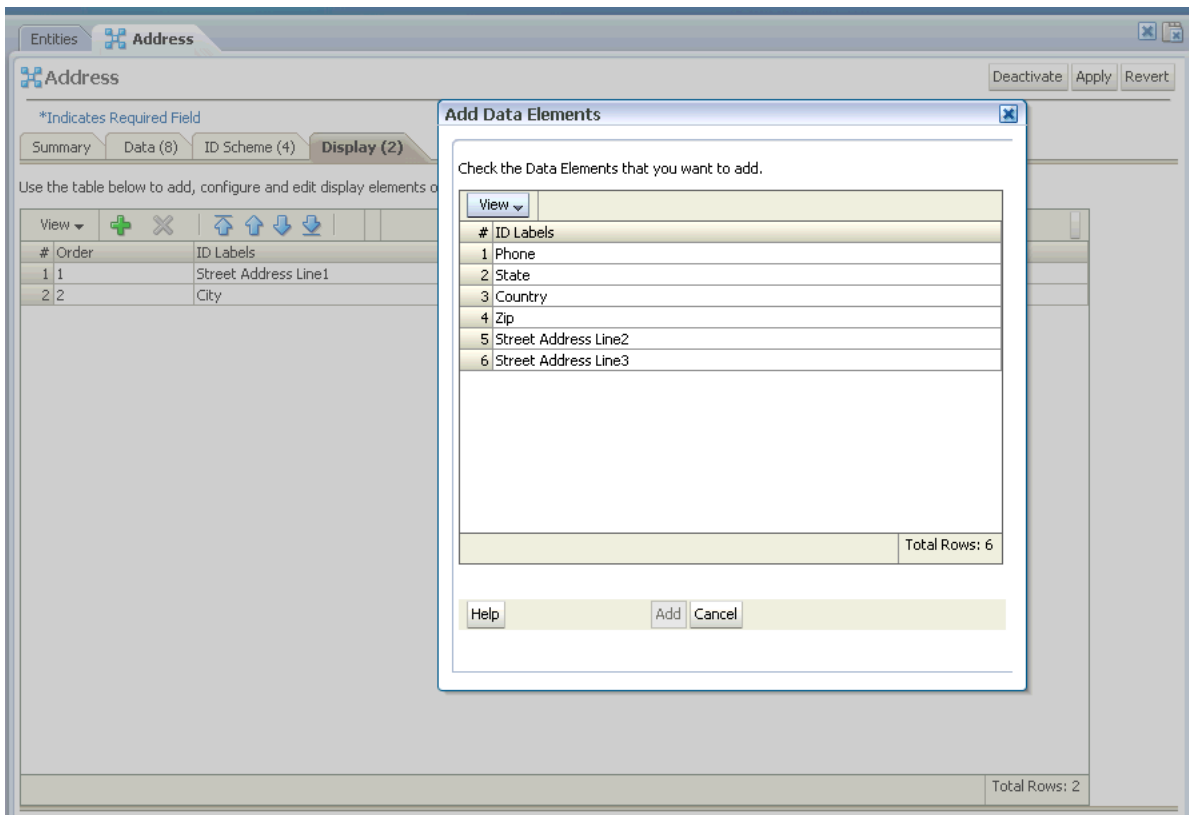 Entities
Address
Address
Deactivate Apply Revert
*Indicates Required Field
Summary Data (8) ID Scheme (4) Display (2)
Use the table below to add, configure and edit display elements o
View
# Order ID Labels
1 1 Street Address Line1
2 2 City
Total Rows: 2
Add Data Elements
Check the Data Elements that you want to add.
View
# ID Labels
1 Phone
2 State
3 Country
4 Zip
5 Street Address Line2
6 Street Address Line3
Total Rows: 6
Help Add Cancel